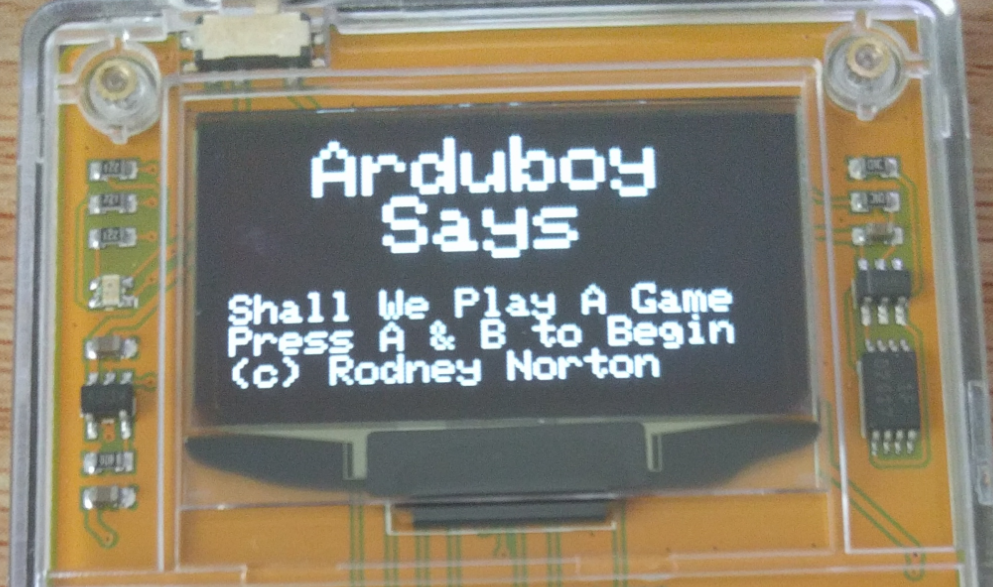 Arduboy
Says
Shall We Play A Game
Press A & B to Begin
(c) Rodney Norton